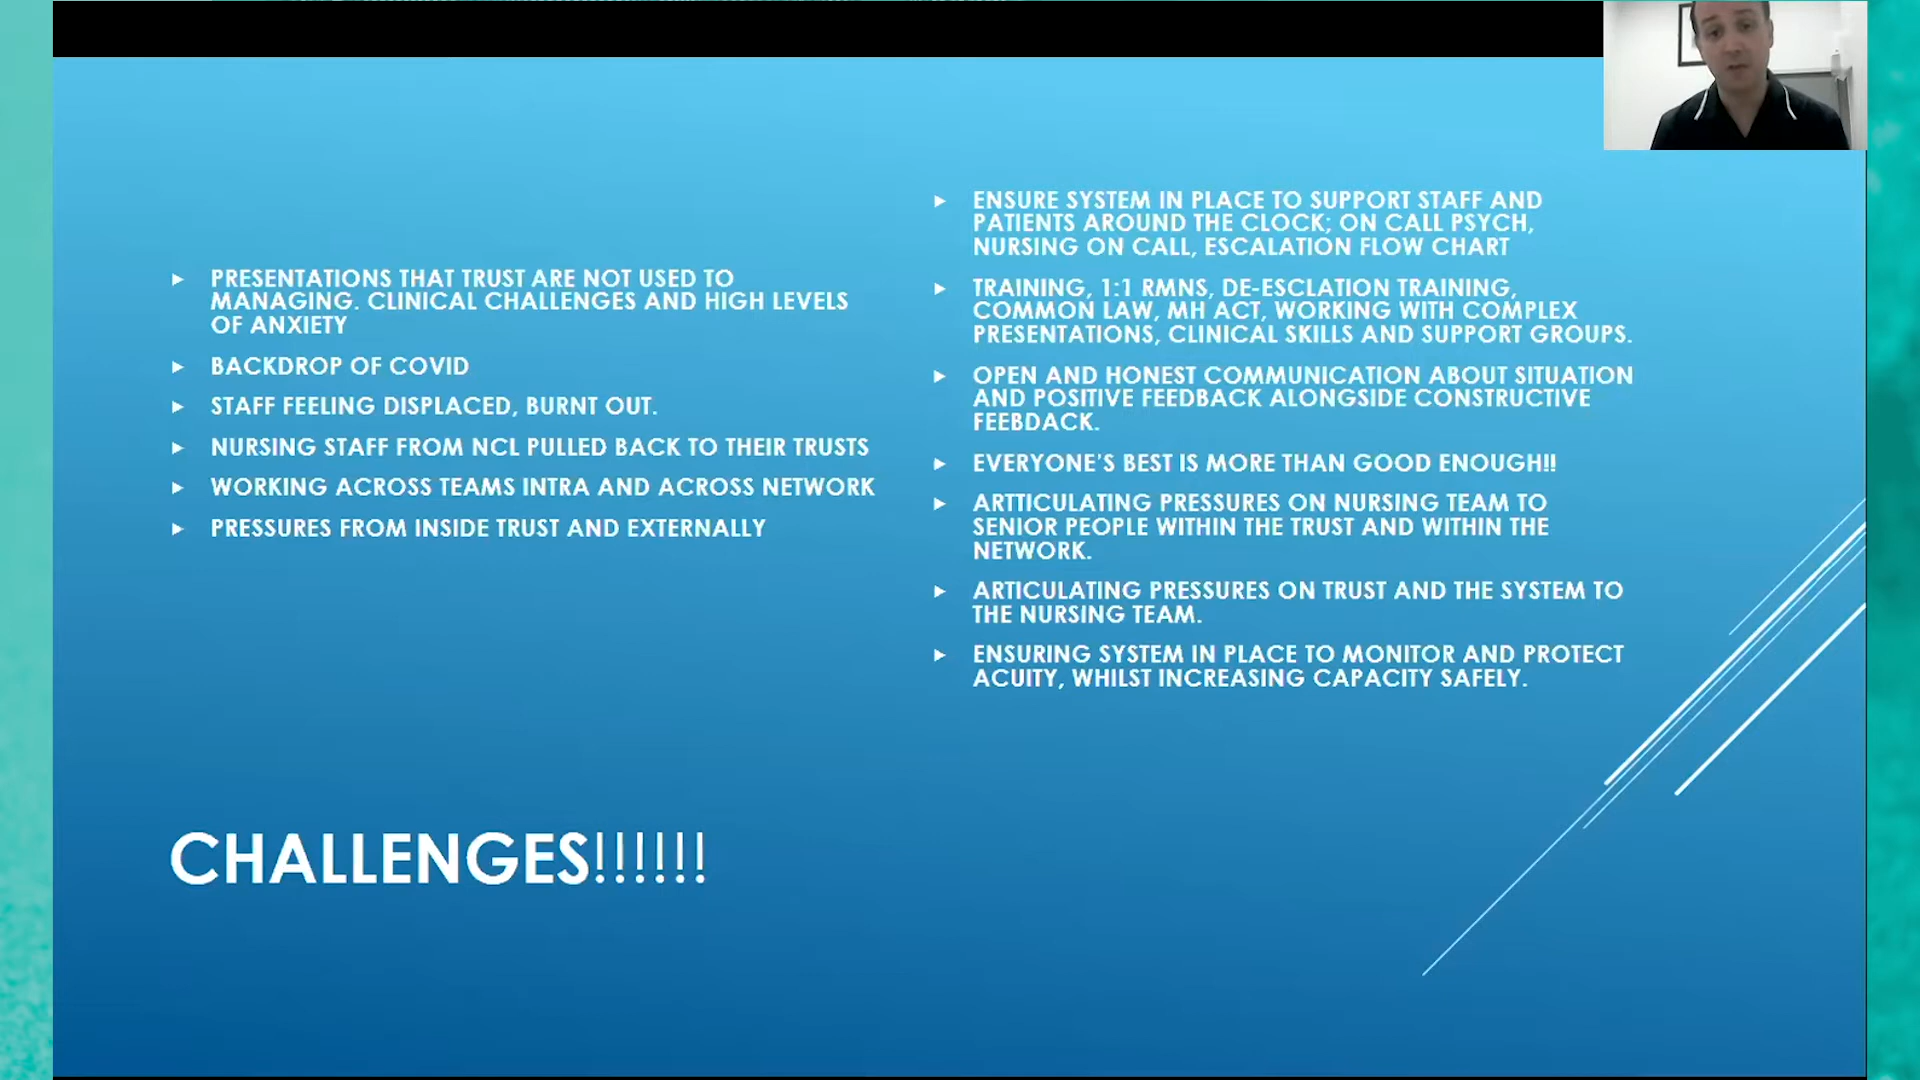 PRESENTATIONS THAT TRUST ARE NOT USED TO
MANAGING. CLINICAL CHALLENGES AND HIGH LEVELS
OF ANXIETY
BACKDROP OF COVID
STAFF FEELING DISPLACED, BURNT OUT.
NURSING STAFF FROM NCL PULLED BACK TO THEIR TRUSTS
WORKING ACROSS TEAMS INTRA AND ACROSS NETWORK
PRESSURES FROM INSIDE TRUST AND EXTERNALLY
ENSURE SYSTEM IN PLACE TO SUPPORT STAFF AND
PATIENTS AROUND THE CLOCK; ON CALL PSYCH,
NURSING ON CALL, ESCALATION FLOW CHART
TRAINING, 1:1 RMNS, DE-ESCLATION TRAINING,
COMMON LAW, MH ACT, WORKING WITH COMPLEX
PRESENTATIONS, CLINICAL SKILLS AND SUPPORT GROUPS.
OPEN AND HONEST COMMUNICATION ABOUT SITUATION
AND POSITIVE FEEDBACK ALONGSIDE CONSTRUCTIVE
FEEBDACK.
EVERYONE'S BEST IS MORE THAN GOOD ENOUGH!!
ARTTICULATING PRESSURES ON NURSING TEAM TO
SENIOR PEOPLE WITHIN THE TRUST AND WITHIN THE
NETWORK.
ARTICULATING PRESSURES ON TRUST AND THE SYSTEM TO
THE NURSING TEAM.
ENSURING SYSTEM IN PLACE TO MONITOR AND PROTECT
ACUITY, WHILST INCREASING CAPACITY SAFELY.
CHALLENGES!!!!!!